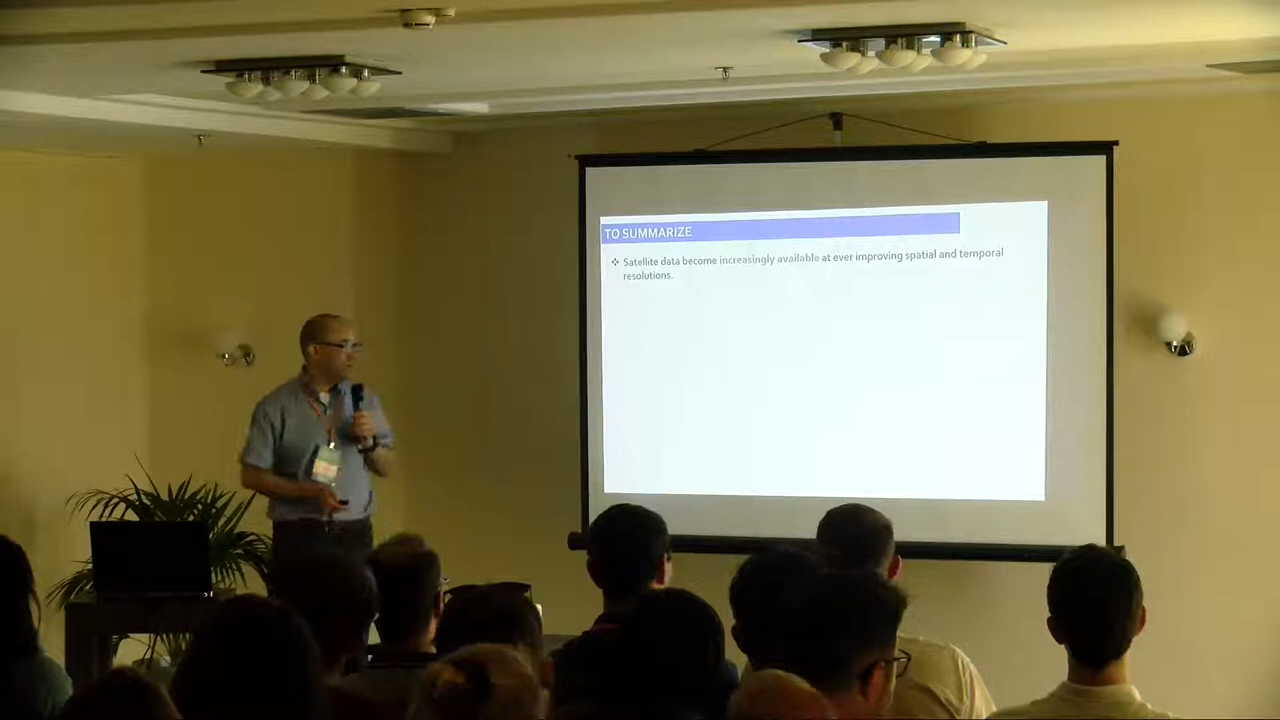 TO SUMMARIZE
❖ Satellite data become increasingly available at ever improving spatial and temporal
resolutions.